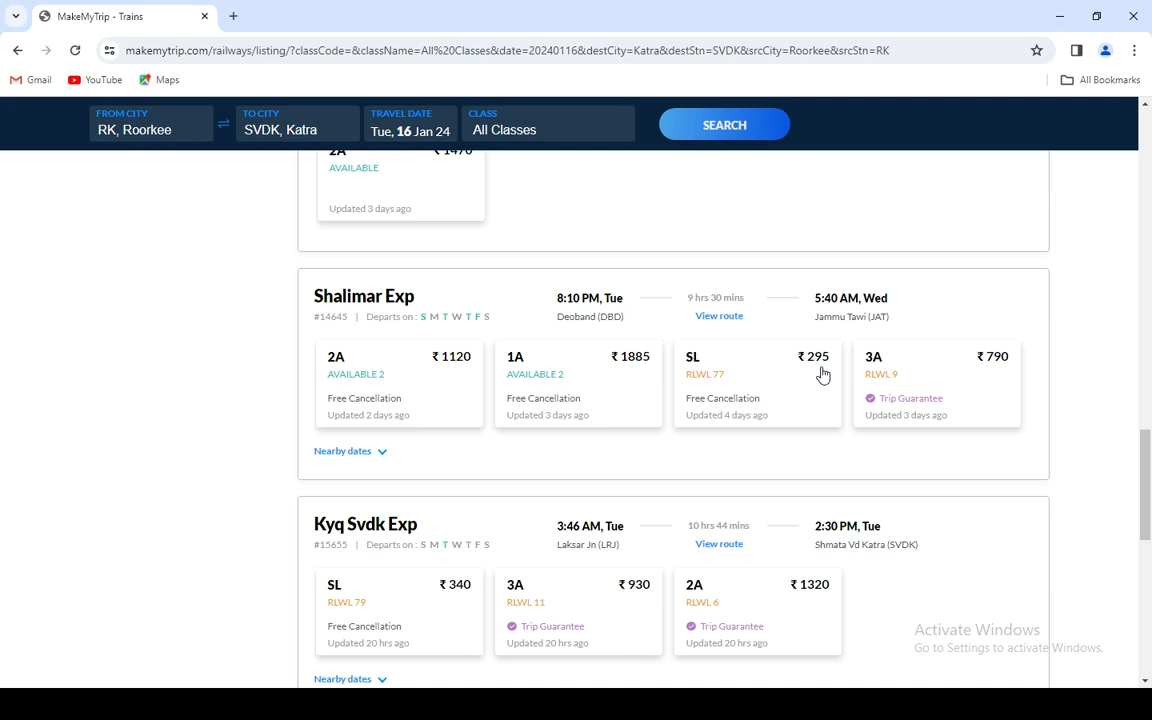 MakeMyTrip - Trains
makemytrip.com/railways/listing/?classCode=&className=All%20Classes&date=20240116&destCity=Katra&destStn=SVDK&srcCity=Roorkee&srcStn=RK
Gmail YouTube Maps All Bookmarks
FROM CITY TO CITY TRAVEL DATE CLASS
RK, Roorkee SVDK, Katra Tue, 16 Jan 24 All Classes SEARCH
2A ₹ 1470
AVAILABLE
Updated 3 days ago
Shalimar Exp 8:10 PM, Tue 9 hrs 30 mins 5:40 AM, Wed
#14645 | Departs on : S M T W T F S Deoband (DBD) View route Jammu Tawi (JAT)
2A ₹ 1120 1A ₹ 1885 SL ₹ 295 3A ₹ 790
AVAILABLE 2 AVAILABLE 2 RLWL 77 RLWL 9
Free Cancellation Free Cancellation Free Cancellation Trip Guarantee
Updated 2 days ago Updated 3 days ago Updated 4 days ago Updated 3 days ago
Nearby dates
Kyq Svdk Exp 3:46 AM, Tue 10 hrs 44 mins 2:30 PM, Tue
#15655 | Departs on : S M T W T F S Laksar Jn (LRJ) View route Shmata Vd Katra (SVDK)
SL ₹ 340 3A ₹ 930 2A ₹ 1320
RLWL 79 RLWL 11 RLWL 6
Free Cancellation Trip Guarantee Trip Guarantee
Updated 20 hrs ago Updated 20 hrs ago Updated 20 hrs ago
Nearby dates
Activate Windows
Go to Settings to activate Windows.